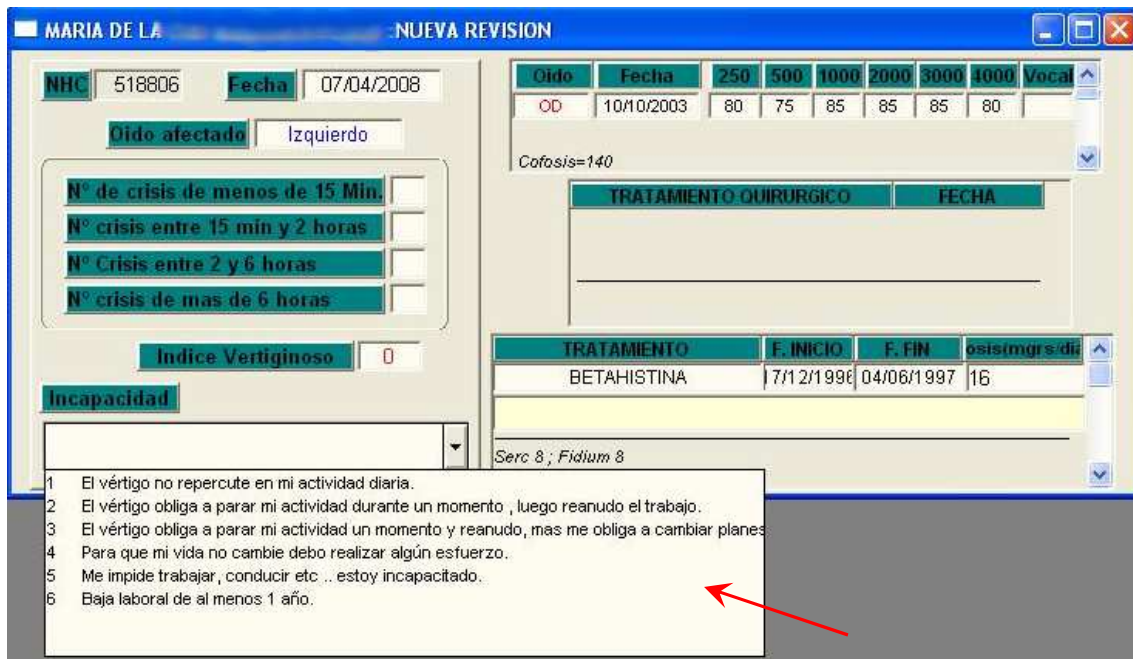 MARIA DE LA :NUEVA REVISION
NHC 518806 Fecha 07/04/2008
Oido afectado Izquierdo
Nº de crisis de menos de 15 Min.
Nº crisis entre 15 min y 2 horas
Nº Crisis entre 2 y 6 horas
Nº crisis de mas de 6 horas
Indice Vertiginoso 0
Incapacidad
1 El vértigo no repercute en mi actividad diaria.
2 El vértigo obliga a parar mi actividad durante un momento , luego reanudo el trabajo.
3 El vértigo obliga a parar mi actividad un momento y reanudo, mas me obliga a cambiar planes
4 Para que mi vida no cambie debo realizar algún esfuerzo.
5 Me impide trabajar, conducir etc .. estoy incapacitado.
6 Baja laboral de al menos 1 año.
Oido Fecha 250 500 1000 2000 3000 4000 Vocal
OD 10/10/2003 80 75 85 85 85 80
Cofosis=140
TRATAMIENTO QUIRURGICO FECHA
TRATAMIENTO F. INICIO F. FIN osis(mgrs/dia
BETAHISTINA 17/12/1996 04/06/1997 16
Serc 8 ; Fidium 8